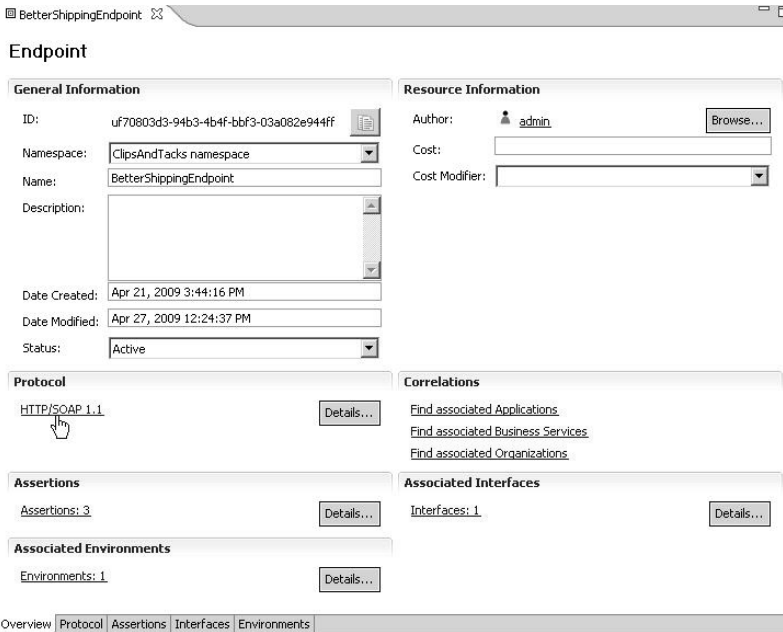 BetterShippingEndpoint
Endpoint
General Information
ID: uf70803d3-94b3-4b4f-bbf3-03a082e944ff
Namespace: ClipsAndTacks namespace
Name: BetterShippingEndpoint
Description:
Date Created: Apr 21, 2009 3:44:16 PM
Date Modified: Apr 27, 2009 12:24:37 PM
Status: Active
Resource Information
Author: admin Browse...
Cost:
Cost Modifier:
Protocol
HTTP/SOAP 1.1 Details...
Correlations
Find associated Applications
Find associated Business Services
Find associated Organizations
Assertions
Assertions: 3 Details...
Associated Interfaces
Interfaces: 1 Details...
Associated Environments
Environments: 1 Details...
Overview Protocol Assertions Interfaces Environments